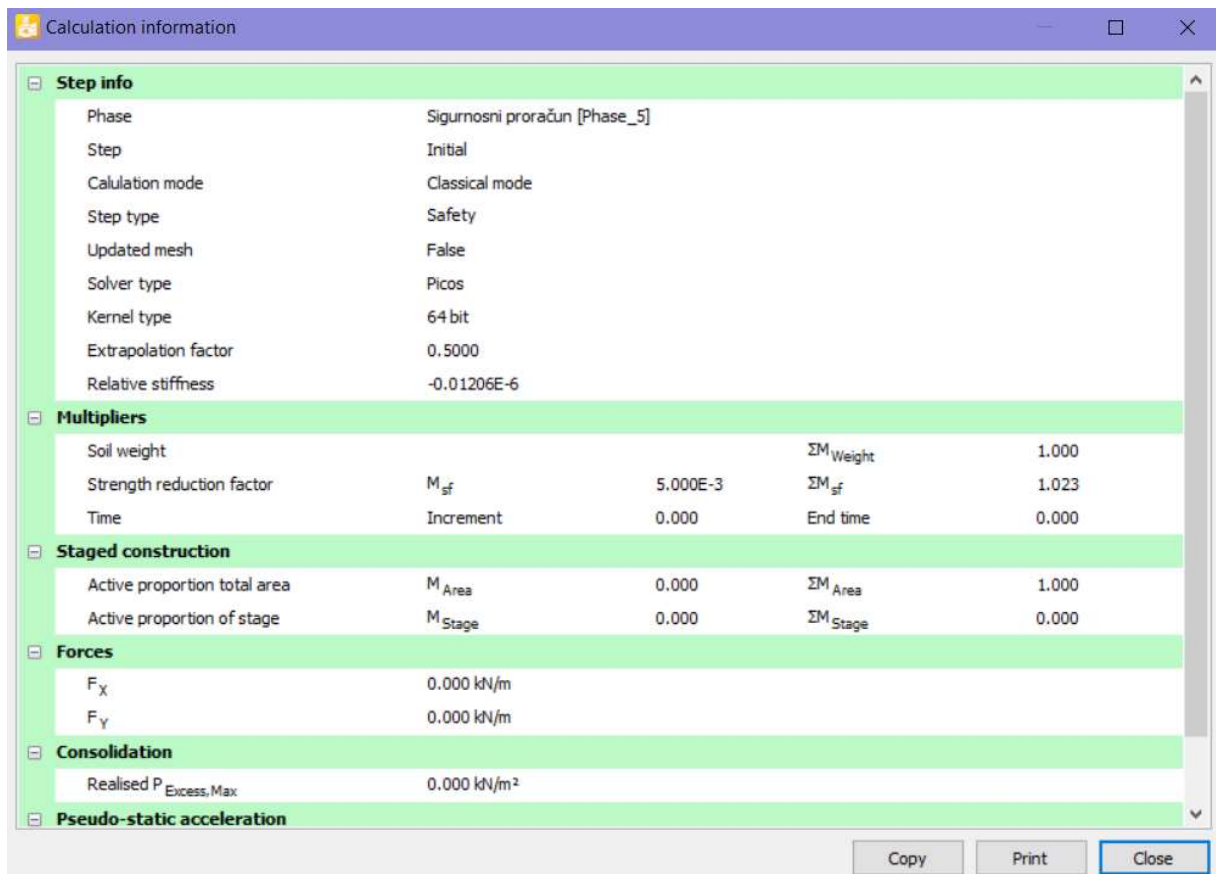 Calculation information
Step info
Phase Sigurnosni proračun [Phase_5]
Step Initial
Calulation mode Classical mode
Step type Safety
Updated mesh False
Solver type Picos
Kernel type 64 bit
Extrapolation factor 0.5000
Relative stiffness -0.01206E-6
Multipliers
Soil weight ΣM Weight 1.000
Strength reduction factor M sf 5.000E-3 ΣM sf 1.023
Time Increment 0.000 End time 0.000
Staged construction
Active proportion total area M Area 0.000 ΣM Area 1.000
Active proportion of stage M Stage 0.000 ΣM Stage 0.000
Forces
F X 0.000 kN/m
F Y 0.000 kN/m
Consolidation
Realised P Excess,Max 0.000 kN/m²
Pseudo-static acceleration
Copy Print Close